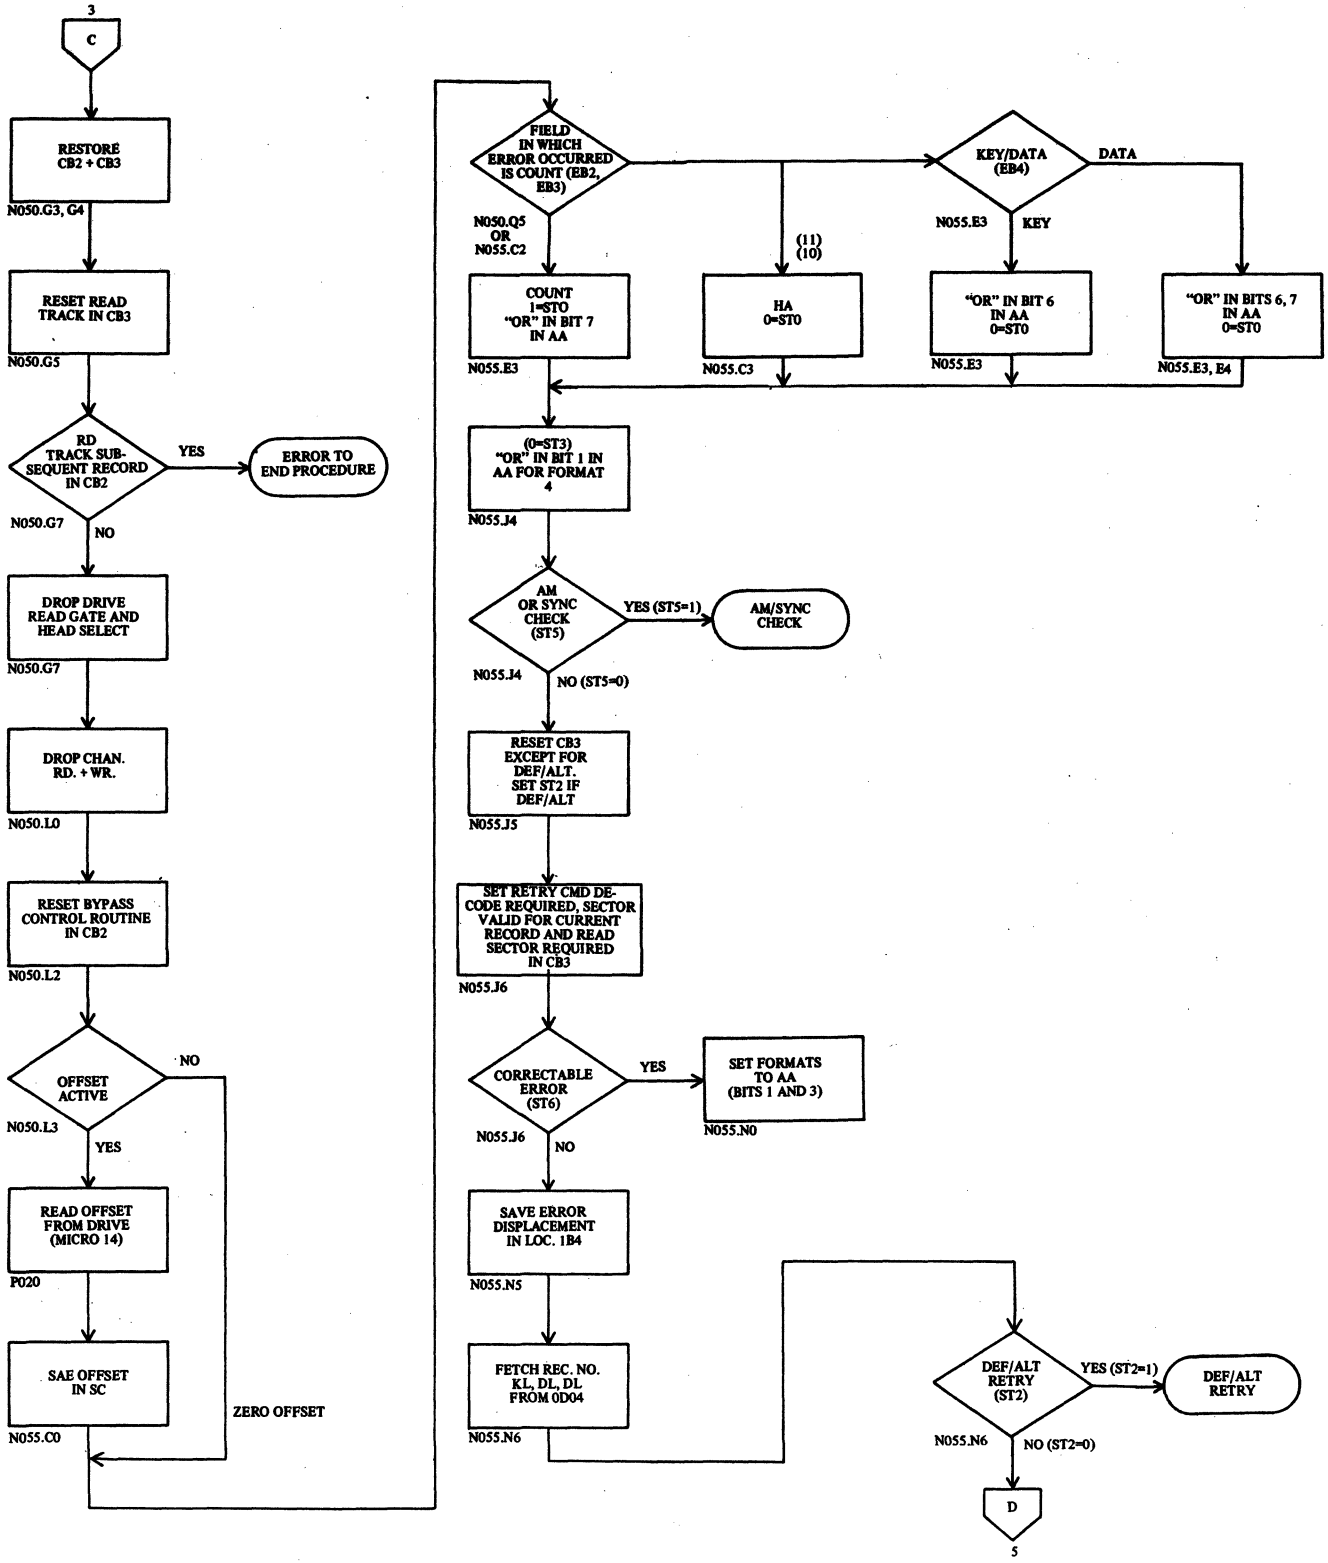 3
C
RESTORE
CB2 + CB3
N050.G3, G4
RESET READ
TRACK IN CB3
N050.G5
RD
TRACK SUB-
SEQUENT RECORD
IN CB2
YES
ERROR TO
END PROCEDURE
N050.G7
NO
DROP DRIVE
READ GATE AND
HEAD SELECT
N050.G7
DROP CHAN.
RD. + WR.
N050.L0
RESET BYPASS
CONTROL ROUTINE
IN CB2
N050.L2
OFFSET
ACTIVE
NO
N050.L3
YES
READ OFFSET
FROM DRIVE
(MICRO 14)
P020
SAE OFFSET
IN SC
ZERO OFFSET
N055.C0
FIELD
IN WHICH
ERROR OCCURRED
IS COUNT (EB2,
EB3)
N050.Q5
OR
N055.C2
(11)
(10)
KEY/DATA
(EB4)
DATA
N055.E3
KEY
COUNT
1=STO
“OR” IN BIT 7
IN AA
N055.E3
HA
0=ST0
N055.C3
“OR” IN BIT 6
IN AA
0=ST0
N055.E3
“OR” IN BITS 6, 7
IN AA
0=ST0
N055.E3, E4
(0=ST3)
“OR” IN BIT 1 IN
AA FOR FORMAT
4
N055.J4
AM
OR SYNC
CHECK
(ST5)
YES (ST5=1)
AM/SYNC
CHECK
N055.J4
NO (ST5=0)
RESET CB3
EXCEPT FOR
DEF/ALT.
SET ST2 IF
DEF/ALT
N055.J5
SET RETRY CMD DE-
CODE REQUIRED, SECTOR
VALID FOR CURRENT
RECORD AND READ
SECTOR REQUIRED
IN CB3
N055.J6
CORRECTABLE
ERROR
(ST6)
YES
SET FORMATS
TO AA
(BITS 1 AND 3)
N055.N0
N055.J6
NO
SAVE ERROR
DISPLACEMENT
IN LOC. 1B4
N055.N5
FETCH REC. NO.
KL, DL, DL
FROM 0D04
N055.N6
DEF/ALT
RETRY
(ST2)
YES (ST2=1)
DEF/ALT
RETRY
N055.N6
NO (ST2=0)
D
5